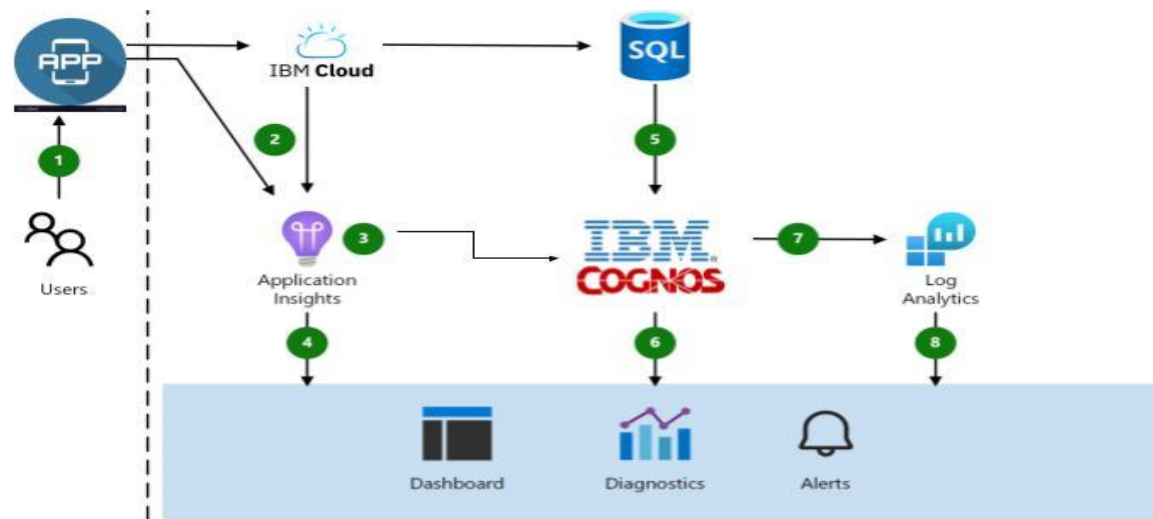 APP
IBM Cloud
SQL
1
2
5
Users
3
Application
Insights
IBM®
COGNOS
7
Log
Analytics
4
6
8
Dashboard
Diagnostics
Alerts